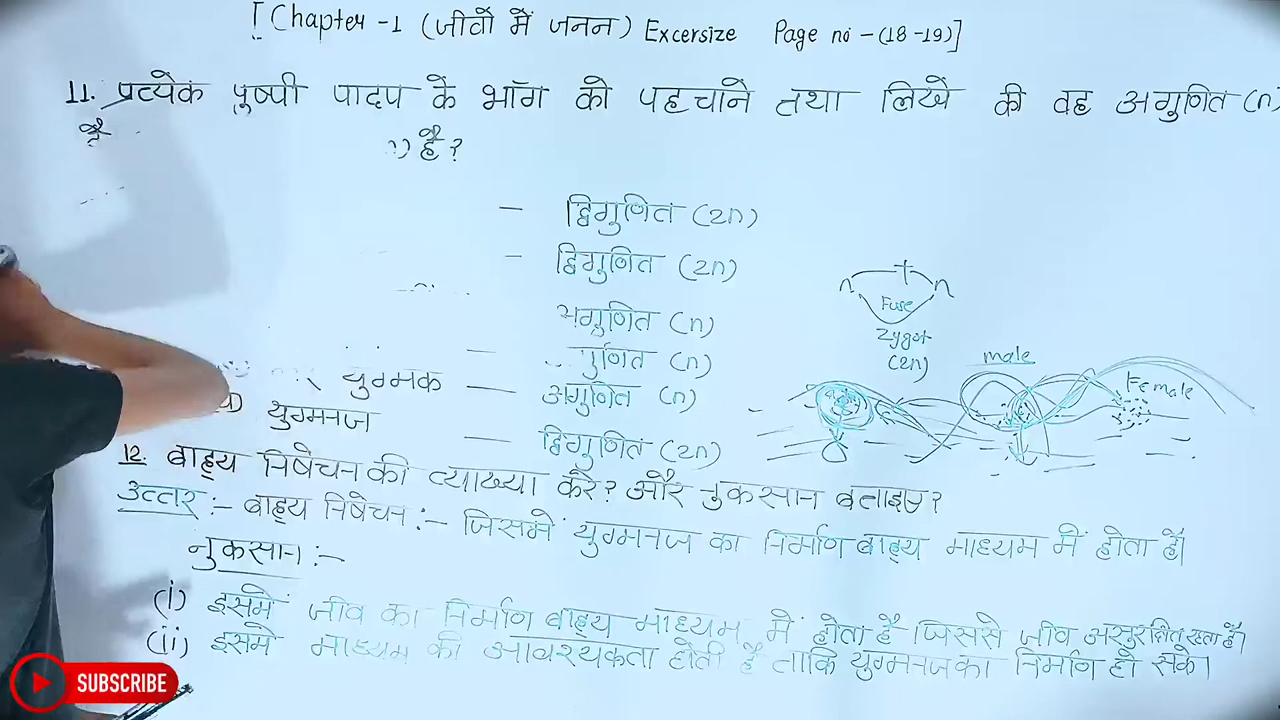 [Chapter -1 (जीवो में जनन) Excersize Page no -(18-19)]
11. प्रत्येक पुष्पी पादप के भाग को पहचाने तथा लिखे की वह अगुणित (n)
है है ?
— द्विगुणित (2n)
— द्विगुणित (2n)
अगुणित (n)
— गुणित (n)
युग्मक — अगुणित (n)
युग्मनज — द्विगुणित (2n)
n + n
Fuse
Zygot
(2n)
male
Female
12. बाह्य निषेचन की व्याख्या करे? और नुकसान बताइए?
उत्तर :- बाह्य निषेचन :- जिसमें युग्मनज का निर्माण बाह्य माध्यम में होता है।
नुकसान :-
(i) इसमें जीव का निर्माण बाह्य माध्यम में होता है जिससे जीव असुरक्षित रहता है।
(ii) इसमे माध्यम की आवश्यकता होती है ताकि युग्मनज का निर्माण हो सके।
SUBSCRIBE